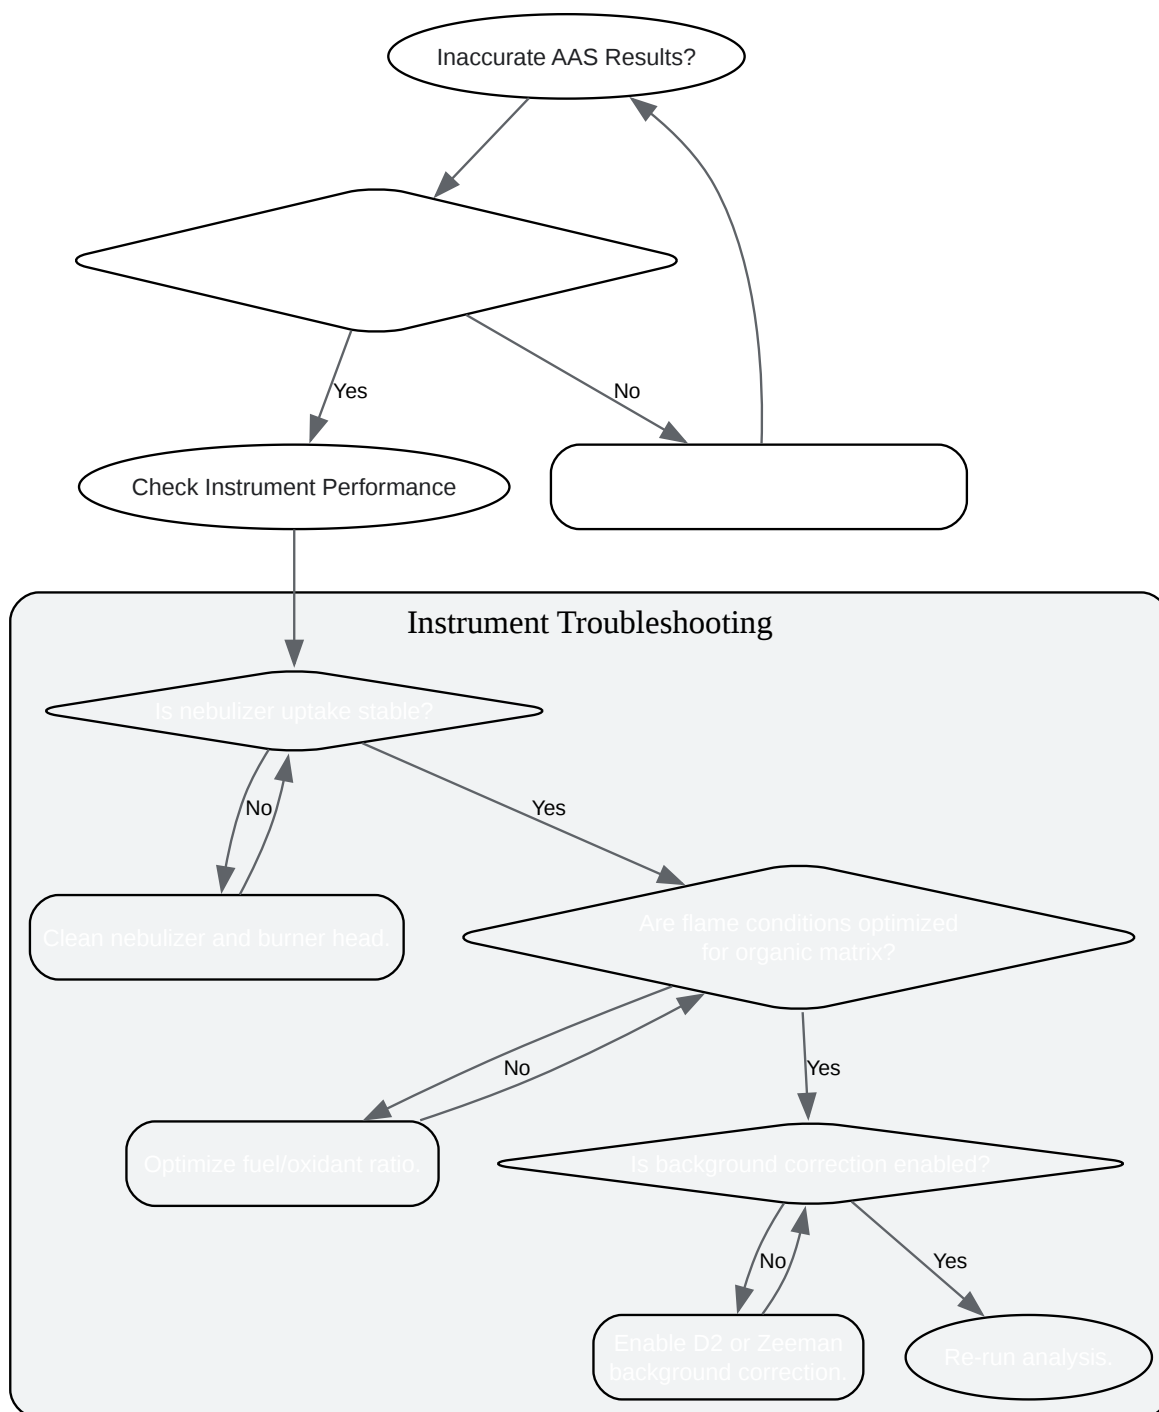 Inaccurate AAS Results?
Yes
No
Check Instrument Performance
Instrument Troubleshooting
Is nebulizer uptake stable?
No
Yes
Clean nebulizer and burner head.
Are flame conditions optimized
for organic matrix?
No
Yes
Optimize fuel/oxidant ratio.
Is background correction enabled?
No
Yes
Enable D2 or Zeeman
background correction.
Re-run analysis.